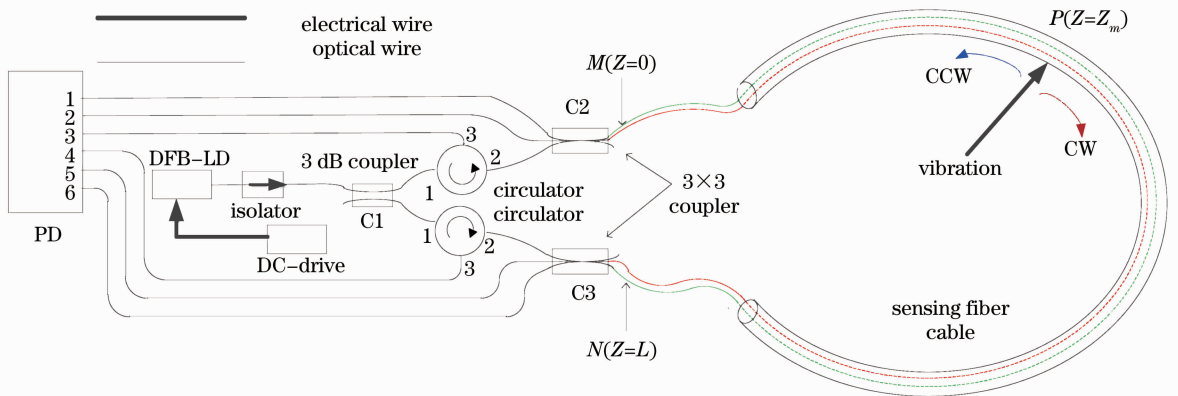 electrical wire
optical wire
P(Z=Zm)
M(Z=0)
CCW
1
2
3
4
5
6
PD
C2
3
2
1
DFB-LD
3 dB coupler
CW
vibration
isolator
C1
circulator
circulator
3×3
coupler
1
2
3
DC-drive
C3
sensing fiber
cable
N(Z=L)